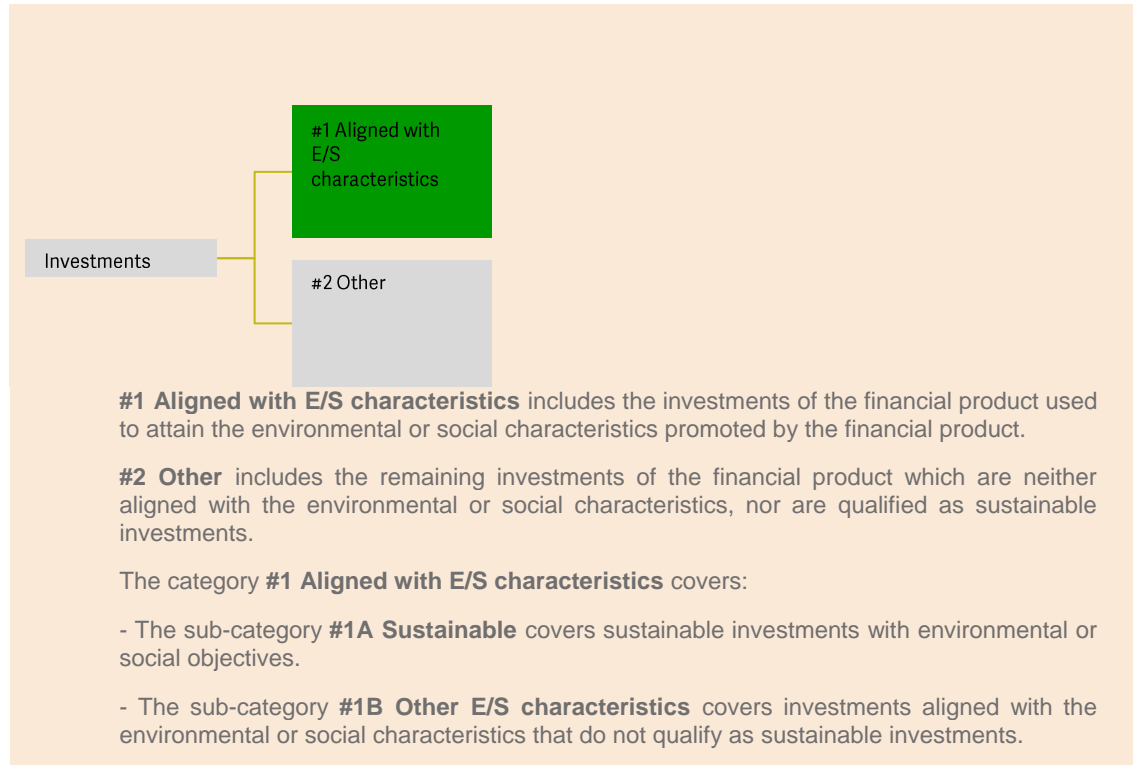 #1 Aligned with
E/S
characteristics
Investments
#2 Other
#1 Aligned with E/S characteristics includes the investments of the financial product used
to attain the environmental or social characteristics promoted by the financial product.
#2 Other includes the remaining investments of the financial product which are neither
aligned with the environmental or social characteristics, nor are qualified as sustainable
investments.
The category #1 Aligned with E/S characteristics covers:
- The sub-category #1A Sustainable covers sustainable investments with environmental or
social objectives.
- The sub-category #1B Other E/S characteristics covers investments aligned with the
environmental or social characteristics that do not qualify as sustainable investments.